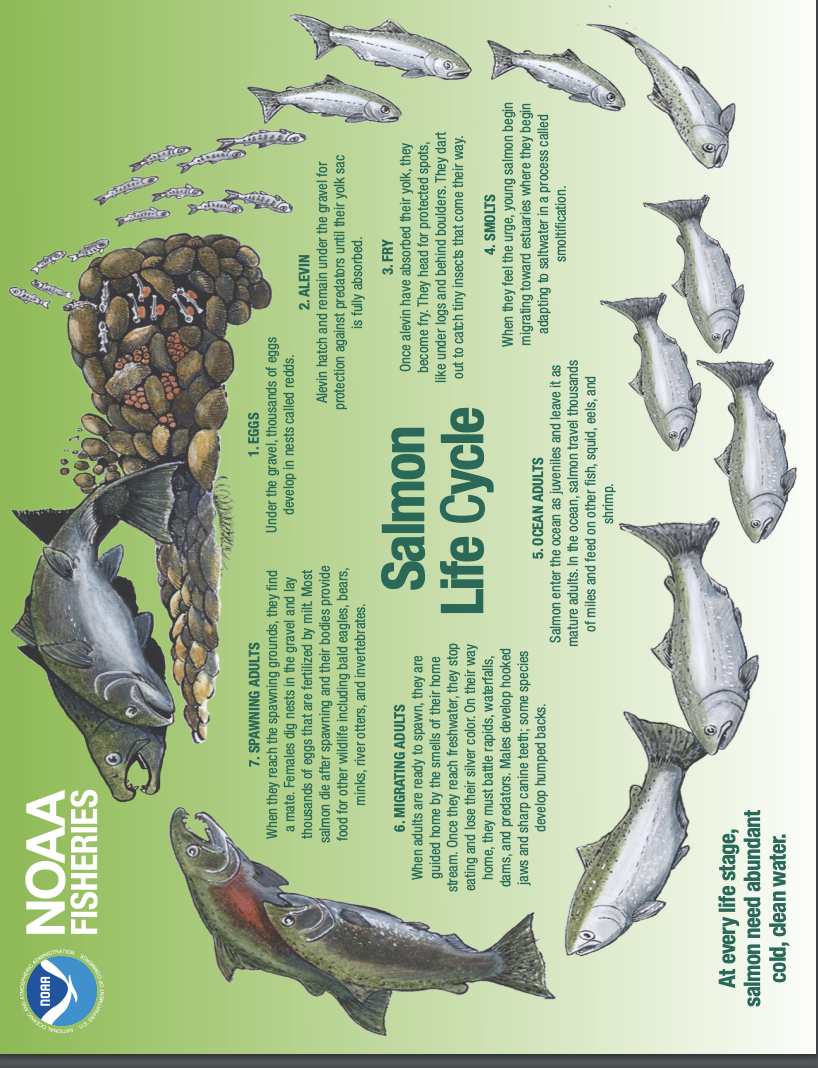 NOAA
FISHERIES
NOAA
NATIONAL OCEANIC AND ATMOSPHERIC ADMINISTRATION
U.S. DEPARTMENT OF COMMERCE
1. EGGS
Under the gravel, thousands of eggs
develop in nests called redds.
2. ALEVIN
Alevin hatch and remain under the gravel for
protection against predators until their yolk sac
is fully absorbed.
3. FRY
Once alevin have absorbed their yolk, they
become fry. They head for protected spots,
like under logs and behind boulders. They dart
out to catch tiny insects that come their way.
4. SMOLTS
When they feel the urge, young salmon begin
migrating toward estuaries where they begin
adapting to saltwater in a process called
smoltification.
Salmon
Life Cycle
5. OCEAN ADULTS
Salmon enter the ocean as juveniles and leave it as
mature adults. In the ocean, salmon travel thousands
of miles and feed on other fish, squid, eels, and
shrimp.
6. MIGRATING ADULTS
When adults are ready to spawn, they are
guided home by the smells of their home
stream. Once they reach freshwater, they stop
eating and lose their silver color. On their way
home, they must battle rapids, waterfalls,
dams, and predators. Males develop hooked
jaws and sharp canine teeth; some species
develop humped backs.
7. SPAWNING ADULTS
When they reach the spawning grounds, they find
a mate. Females dig nests in the gravel and lay
thousands of eggs that are fertilized by milt. Most
salmon die after spawning and their bodies provide
food for other wildlife including bald eagles, bears,
minks, river otters, and invertebrates.
At every life stage,
salmon need abundant
cold, clean water.